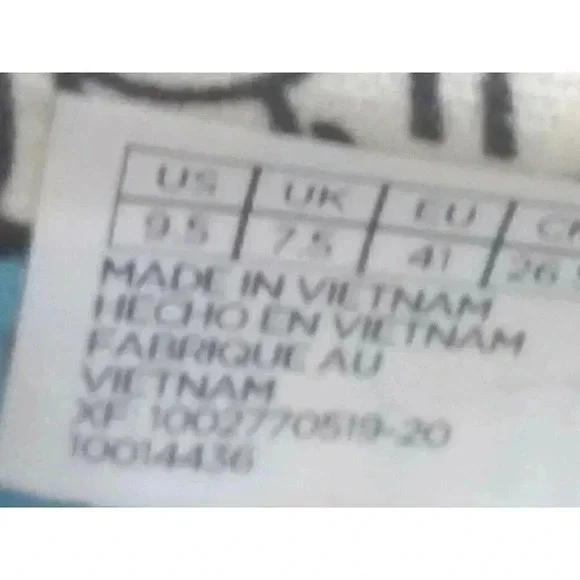 US UK EU
9.5 7.5 41
MADE IN VIETNAM
HECHO EN VIETNAM
FABRIQUE AU
VIETNAM
XF 1002770519-20
10014436